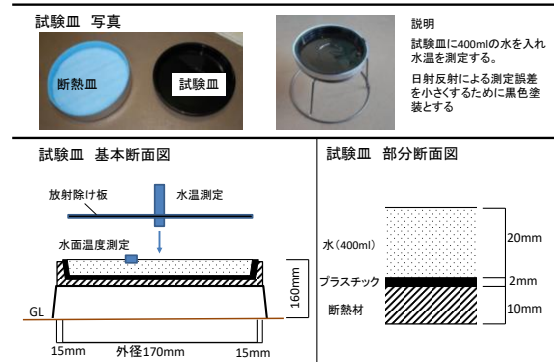 試験皿 写真
断熱皿
試験皿
説明
試験皿に400mlの水を入れ
水温を測定する。
日射反射による測定誤差
を小さくするために黒色塗
装とする
試験皿 基本断面図
放射除け板
水温測定
水面温度測定
160mm
GL
15mm
外径170mm
15mm
試験皿 部分断面図
水(400ml)
プラスチック
断熱材
20mm
2mm
10mm